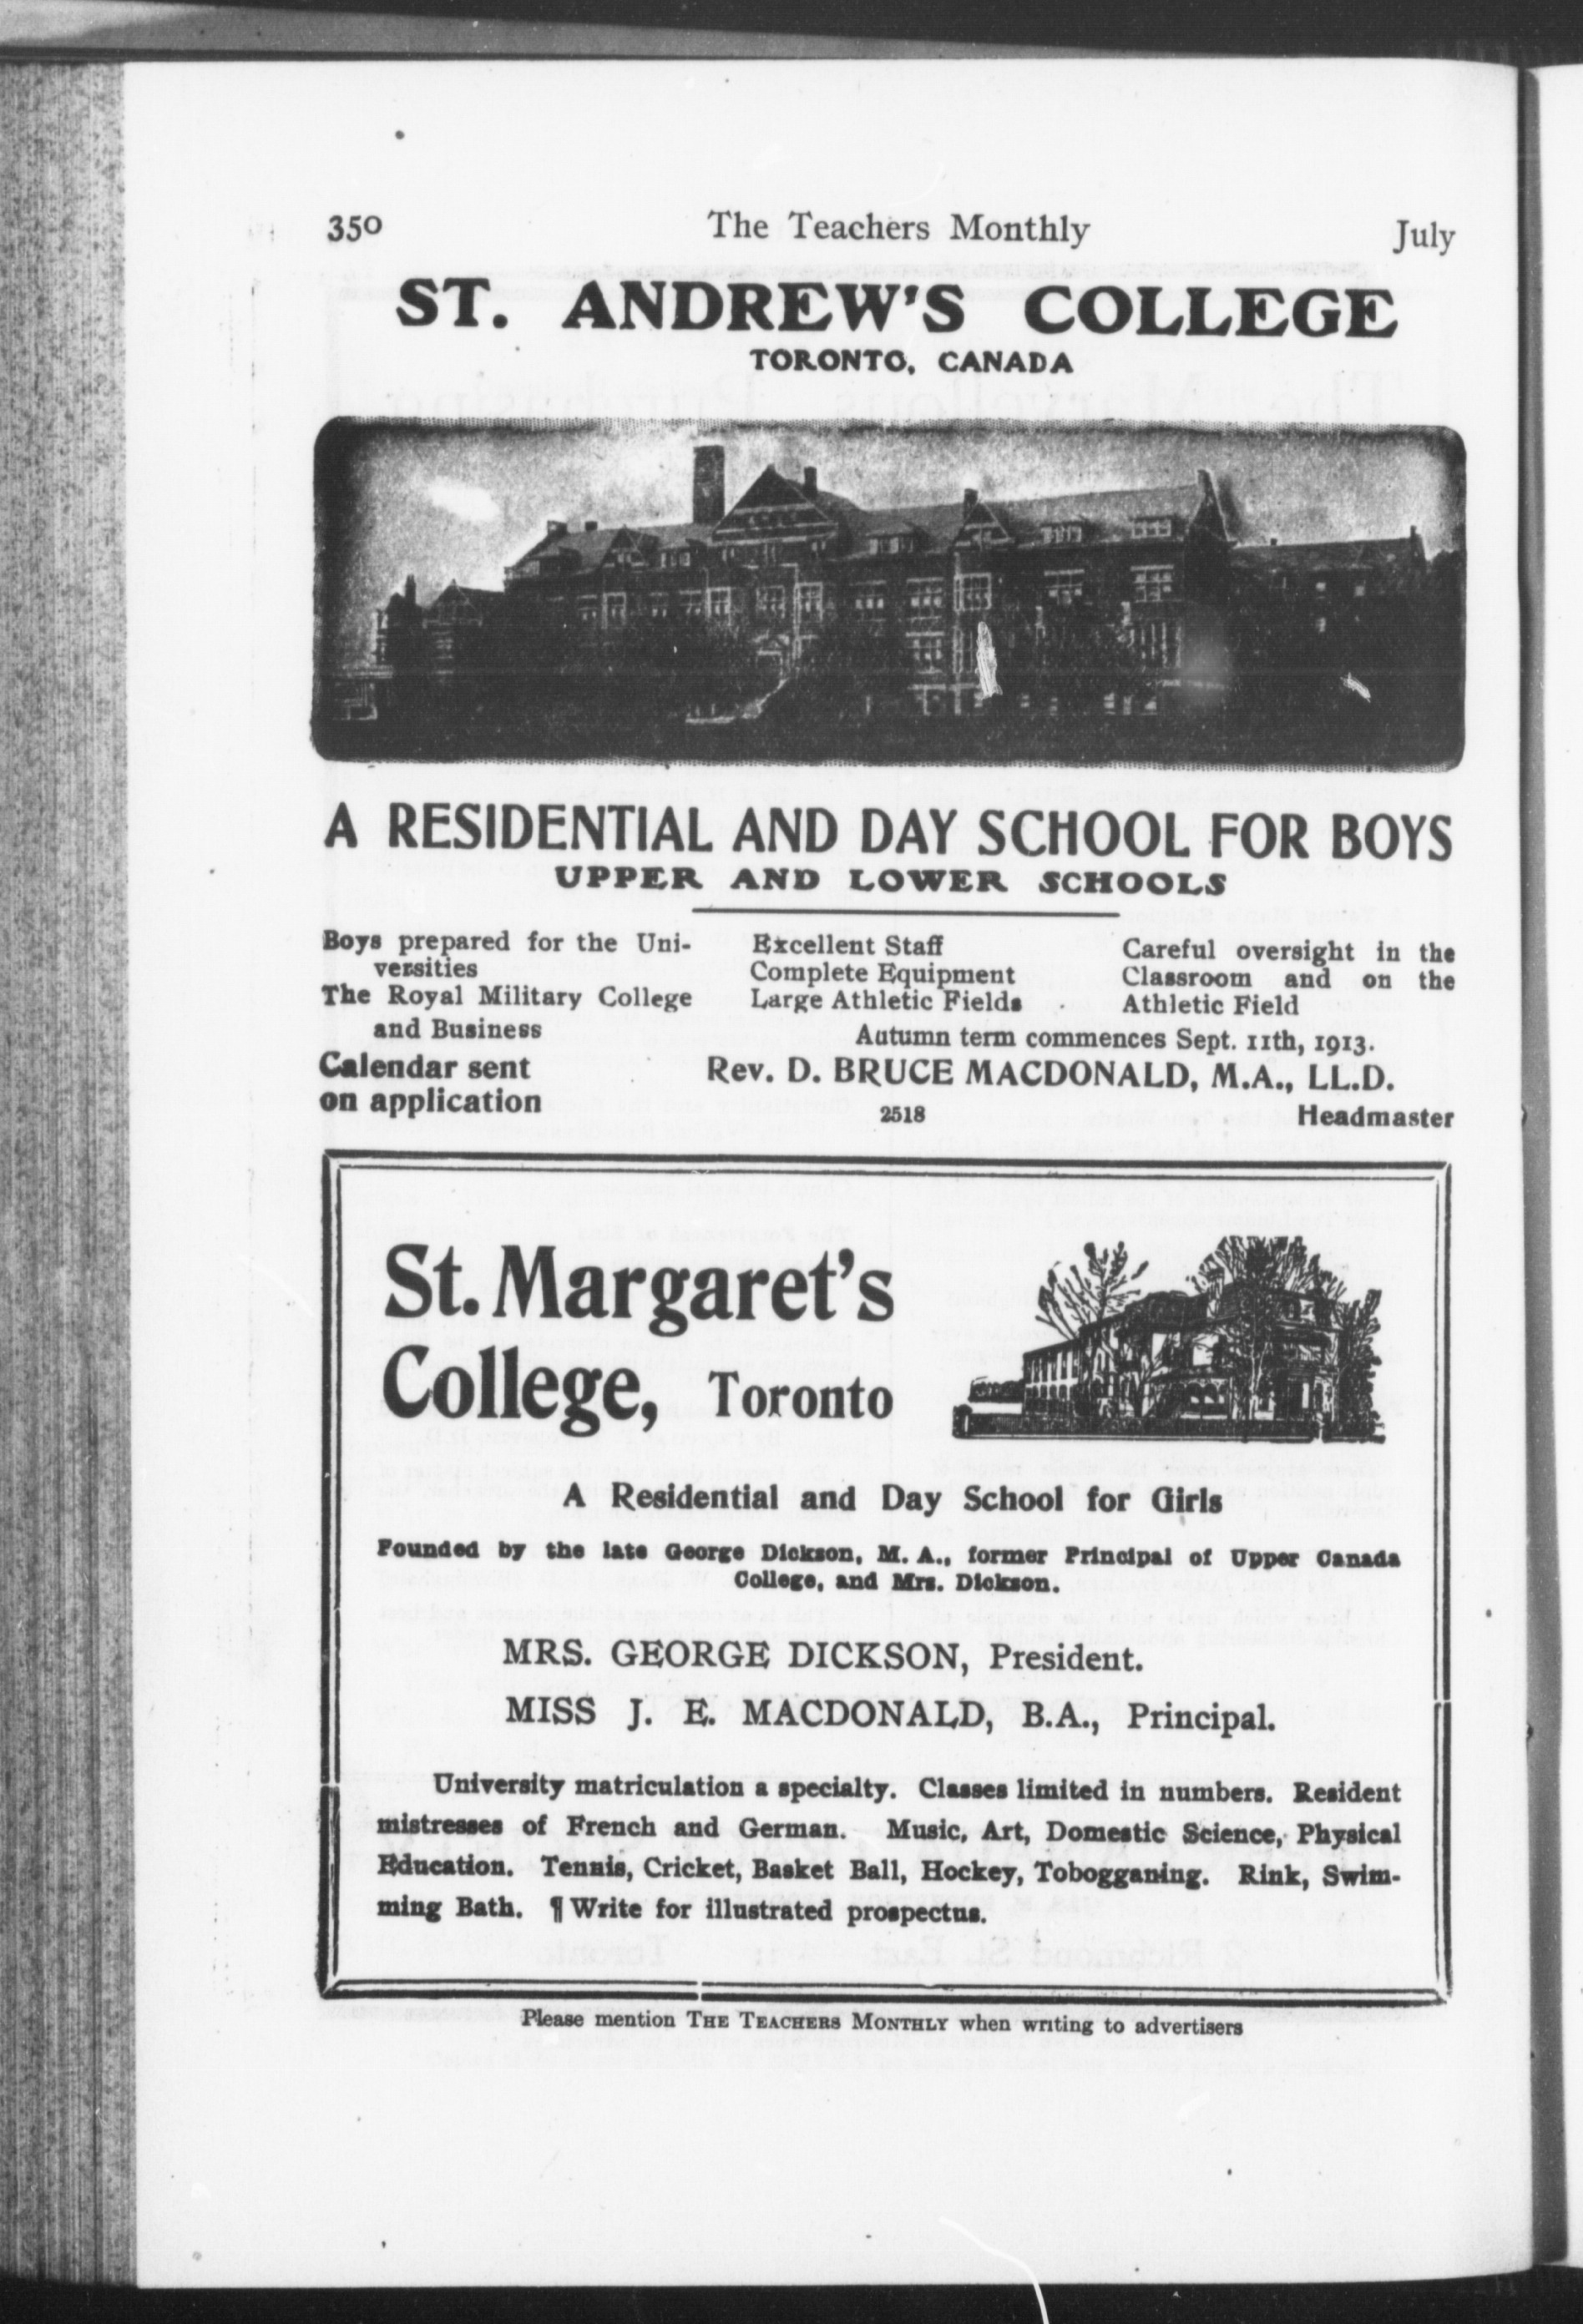 350 The Teachers Monthly July
ST. ANDREW'S COLLEGE
TORONTO, CANADA
A RESIDENTIAL AND DAY SCHOOL FOR BOYS
UPPER AND LOWER SCHOOLS
Boys prepared for the Uni-
versities
The Royal Military College
and Business
Calendar sent
on application
Excellent Staff
Complete Equipment
Large Athletic Fields
Careful oversight in the
Classroom and on the
Athletic Field
Autumn term commences Sept. 11th, 1913.
Rev. D. BRUCE MACDONALD, M.A., LL.D.
2518 Headmaster
St. Margaret's
College, Toronto
A Residential and Day School for Girls
Founded by the late George Dickson, M. A., former Principal of Upper Canada
College, and Mrs. Dickson.
MRS. GEORGE DICKSON, President.
MISS J. E. MACDONALD, B.A., Principal.
University matriculation a specialty. Classes limited in numbers. Resident
mistresses of French and German. Music, Art, Domestic Science, Physical
Education. Tennis, Cricket, Basket Ball, Hockey, Tobogganing. Rink, Swim-
ming Bath. ¶ Write for illustrated prospectus.
Please mention THE TEACHERS MONTHLY when writing to advertisers